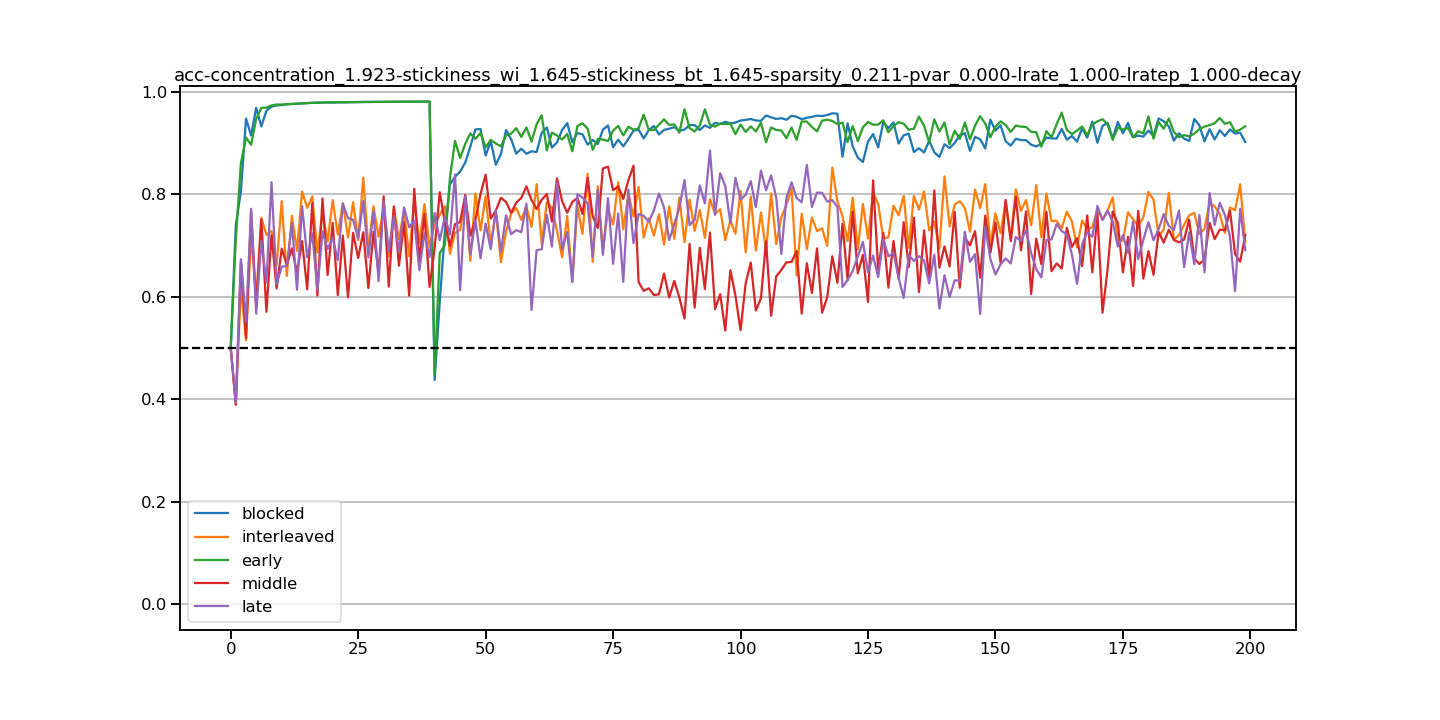 acc-concentration_1.923-stickiness_wi_1.645-stickiness_bt_1.645-sparsity_0.211-pvar_0.000-lrate_1.000-lratep_1.000-decay
1.0
0.8
0.6
0.4
0.2
0.0
blocked
interleaved
early
middle
late
0 25 50 75 100 125 150 175 200